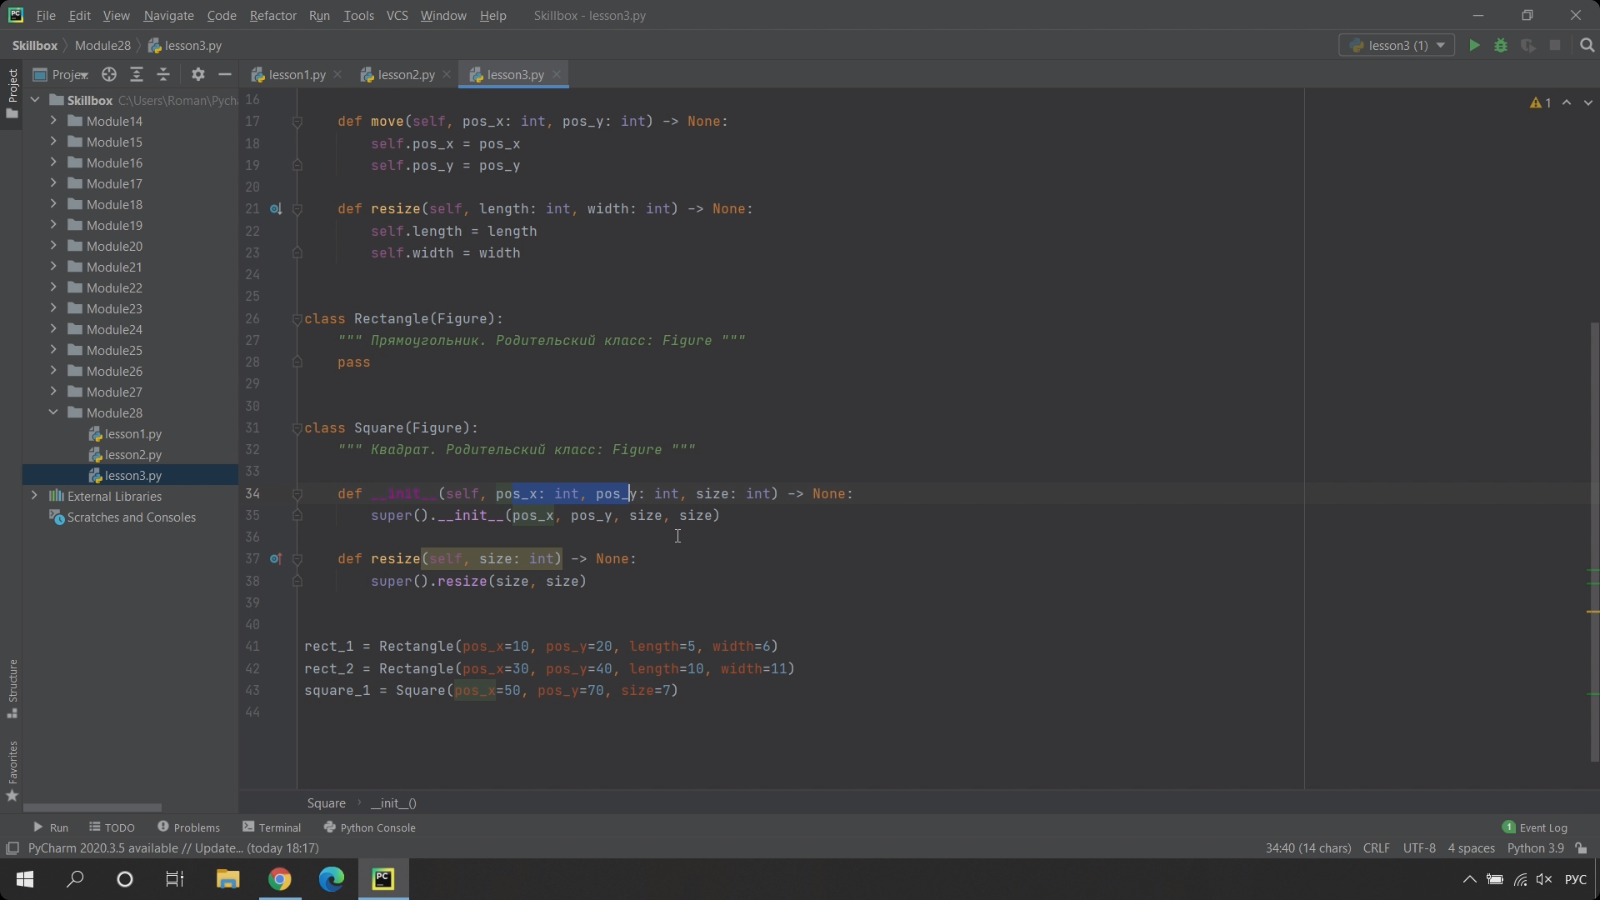 File Edit View Navigate Code Refactor Run Tools VCS Window Help Skillbox - lesson3.py
Skillbox Module28 lesson3.py lesson3 (1)
Project lesson1.py lesson2.py lesson3.py
Project
Skillbox C:\Users\Roman\Pych
Module14
Module15
Module16
Module17
Module18
Module19
Module20
Module21
Module22
Module23
Module24
Module25
Module26
Module27
Module28
lesson1.py
lesson2.py
lesson3.py
External Libraries
Scratches and Consoles
Structure
Favorites
1
16
17 def move(self, pos_x: int, pos_y: int) -> None:
18 self.pos_x = pos_x
19 self.pos_y = pos_y
20
21 def resize(self, length: int, width: int) -> None:
22 self.length = length
23 self.width = width
24
25
26 class Rectangle(Figure):
27 """ Прямоугольник. Родительский класс: Figure """
28 pass
29
30
31 class Square(Figure):
32 """ Квадрат. Родительский класс: Figure """
33
34 def __init__(self, pos_x: int, pos_y: int, size: int) -> None:
35 super().__init__(pos_x, pos_y, size, size)
36
37 def resize(self, size: int) -> None:
38 super().resize(size, size)
39
40
41 rect_1 = Rectangle(pos_x=10, pos_y=20, length=5, width=6)
42 rect_2 = Rectangle(pos_x=30, pos_y=40, length=10, width=11)
43 square_1 = Square(pos_x=50, pos_y=70, size=7)
44
Square __init__()
Run TODO Problems Terminal Python Console 1 Event Log
PyCharm 2020.3.5 available // Update... (today 18:17) 34:40 (14 chars) CRLF UTF-8 4 spaces Python 3.9
РУС